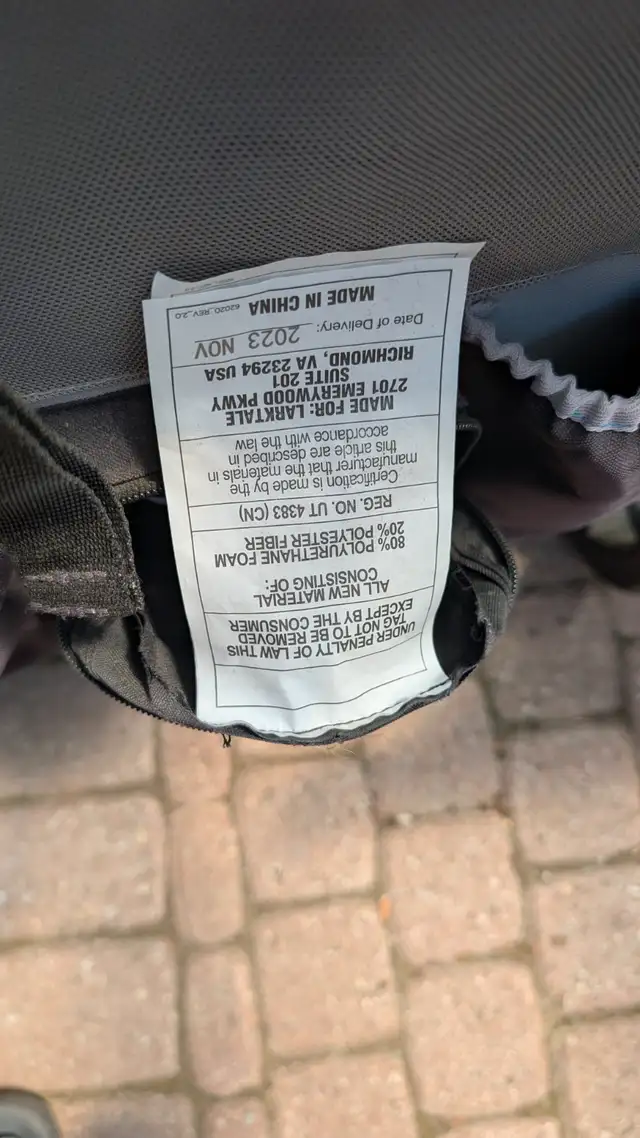 UNDER PENALTY OF LAW THIS
TAG NOT TO BE REMOVED
EXCEPT BY THE CONSUMER
ALL NEW MATERIAL
CONSISTING OF:
80% POLYURETHANE FOAM
20% POLYESTER FIBER
REG. NO. UT 4383 (CN)
Certification is made by the
manufacturer that the materials in
this article are described in
accordance with the law
MADE FOR: LARKTALE
2701 EMERYWOOD PKWY
SUITE 201
RICHMOND, VA 23294 USA
Date of Delivery: 2023 NOV
MADE IN CHINA 62020_REV_2.0